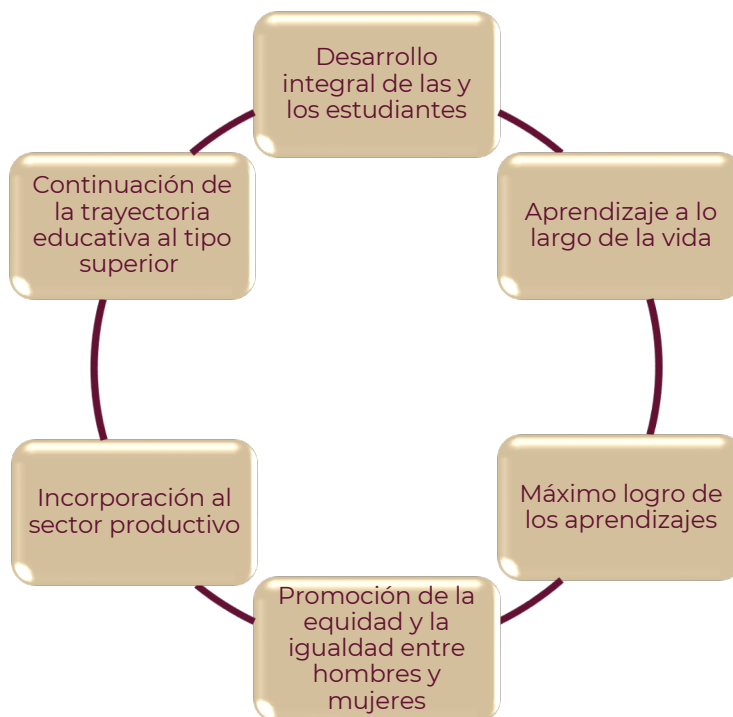 Desarrollo
integral de las y
los estudiantes
Aprendizaje a lo
largo de la vida
Máximo logro de
los aprendizajes
Promoción de la
equidad y la
igualdad entre
hombres y
mujeres
Incorporación al
sector productivo
Continuación de
la trayectoria
educativa al tipo
superior